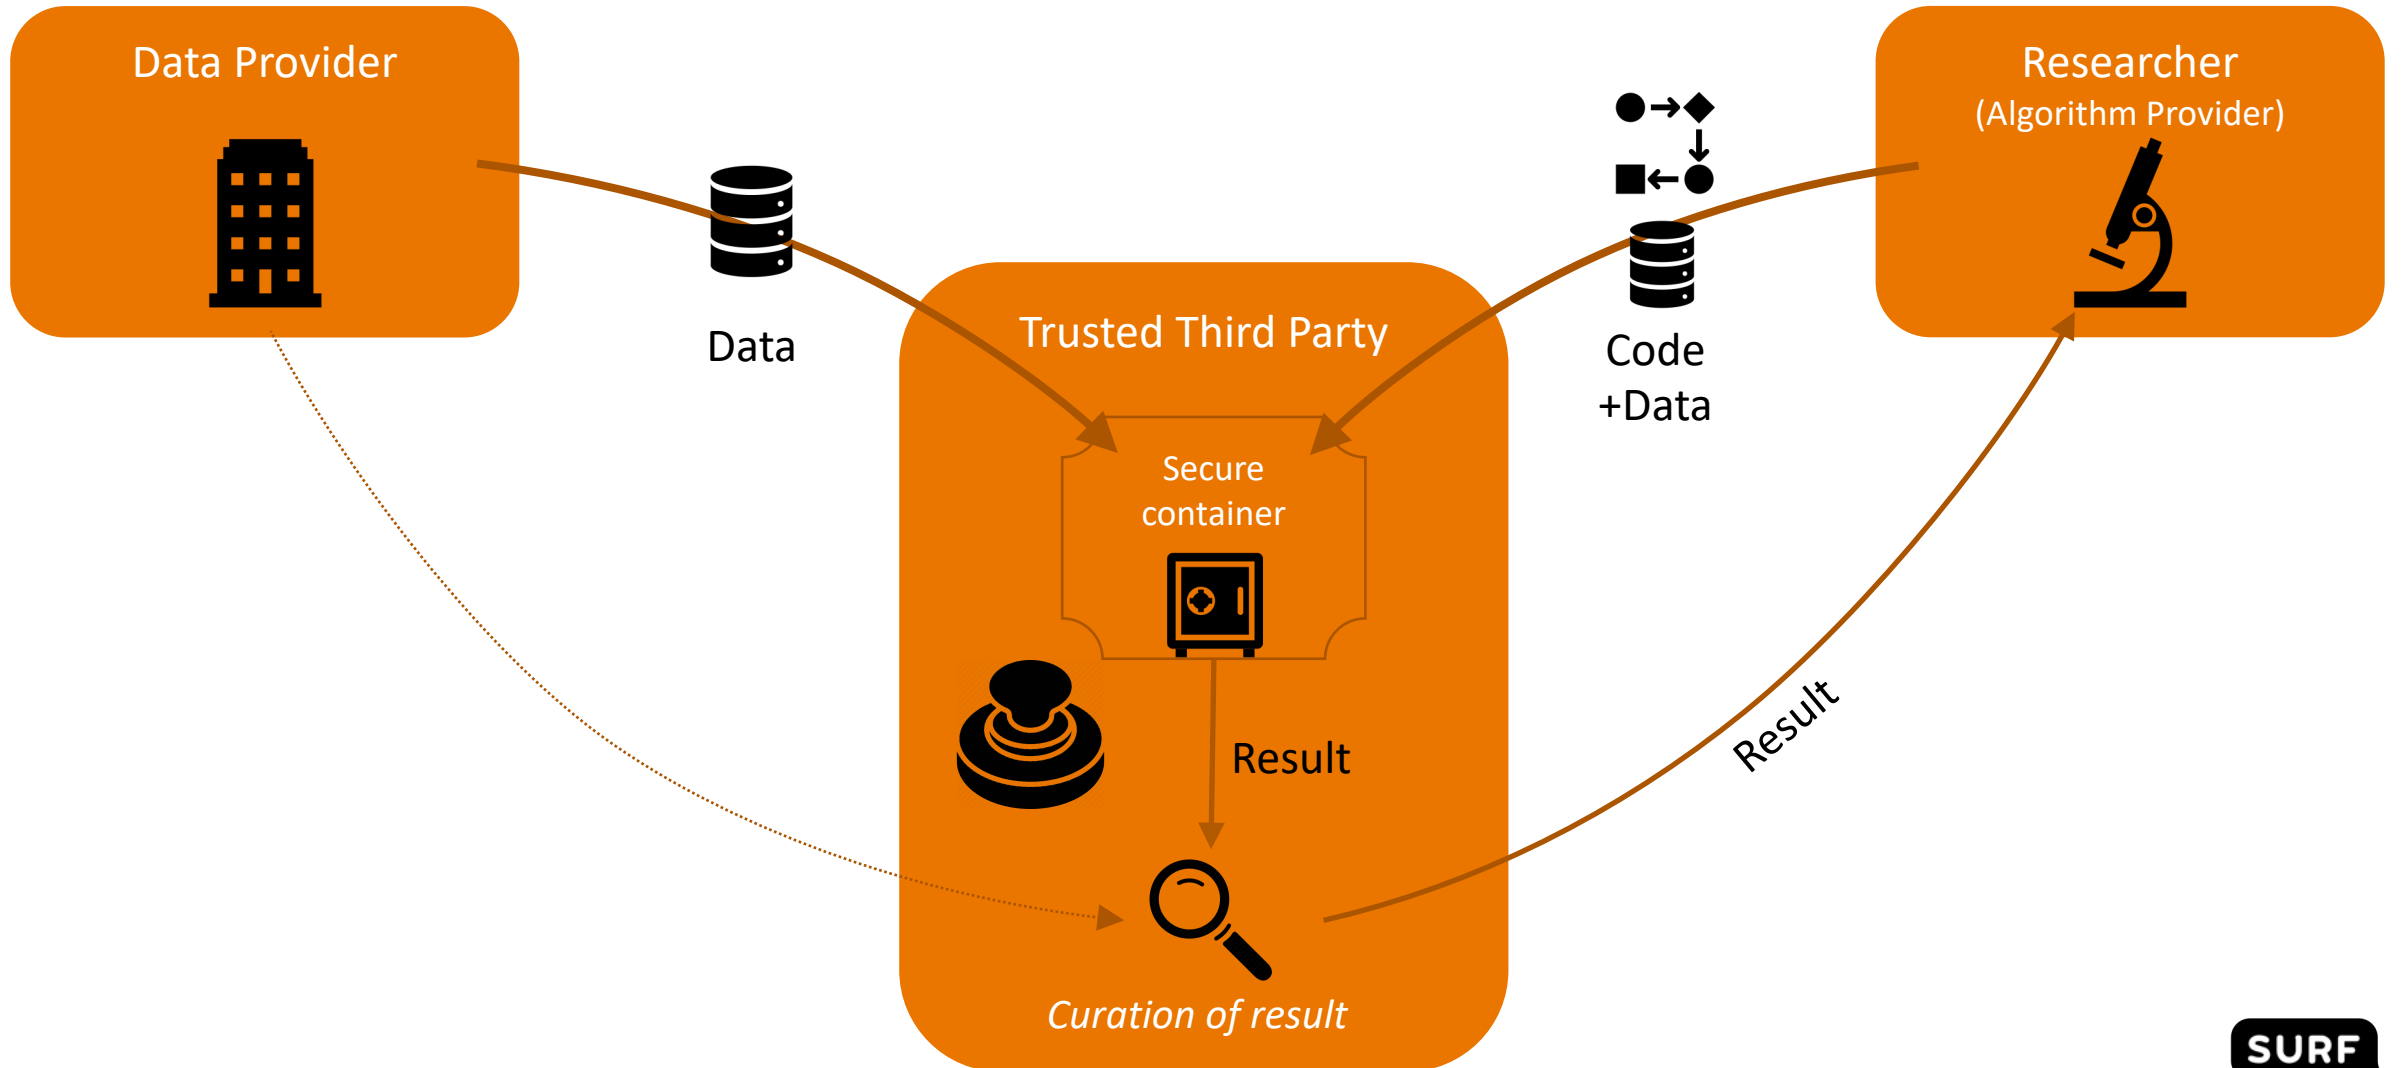 Data Provider
Researcher
(Algorithm Provider)
Data
Trusted Third Party
Code
+Data
Secure
container
Result
Result
Curation of result
SURF